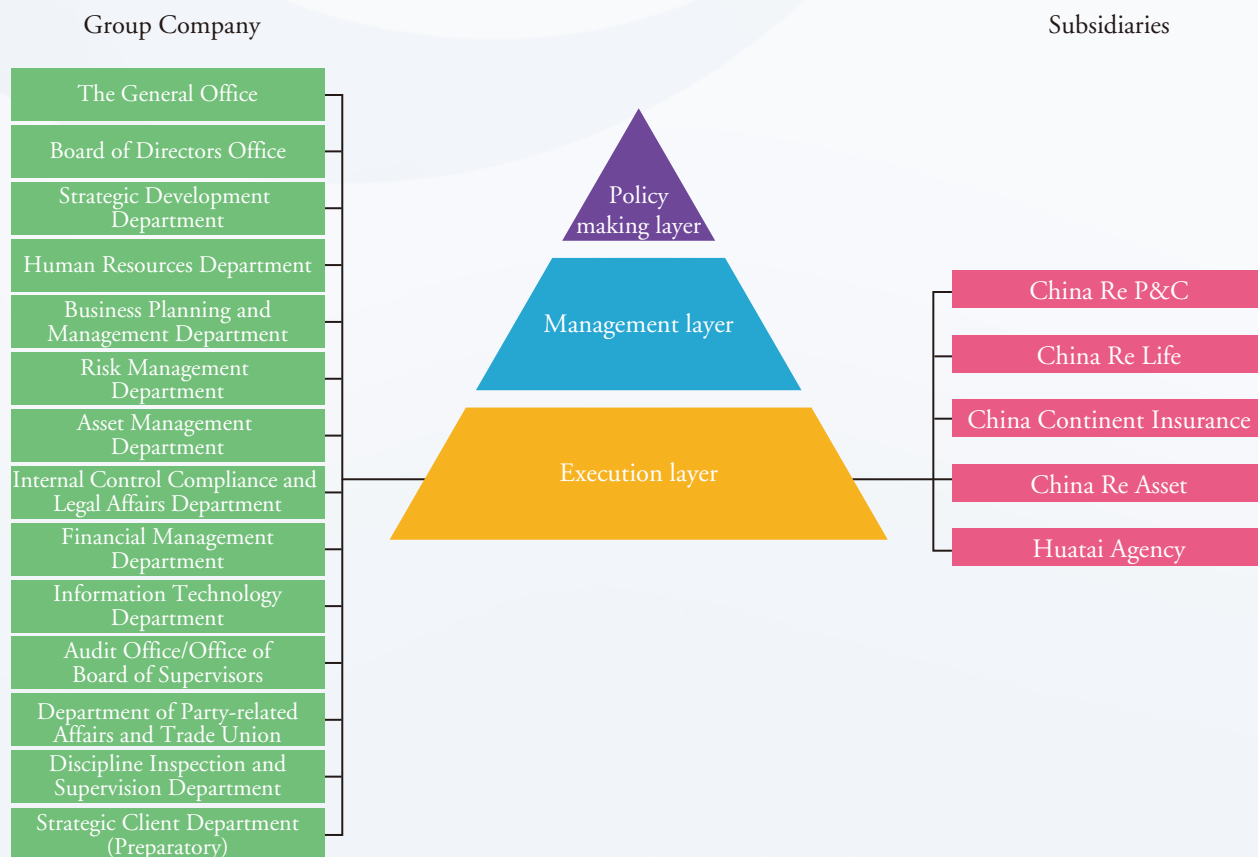 Group Company
The General Office
Board of Directors Office
Strategic Development
Department
Human Resources Department
Business Planning and
Management Department
Risk Management
Department
Asset Management
Department
Internal Control Compliance and
Legal Affairs Department
Financial Management
Department
Information Technology
Department
Audit Office/Office of
Board of Supervisors
Department of Party-related
Affairs and Trade Union
Discipline Inspection and
Supervision Department
Strategic Client Department
(Preparatory)
Policy
making layer
Management layer
Execution layer
Subsidiaries
China Re P&C
China Re Life
China Continent Insurance
China Re Asset
Huatai Agency